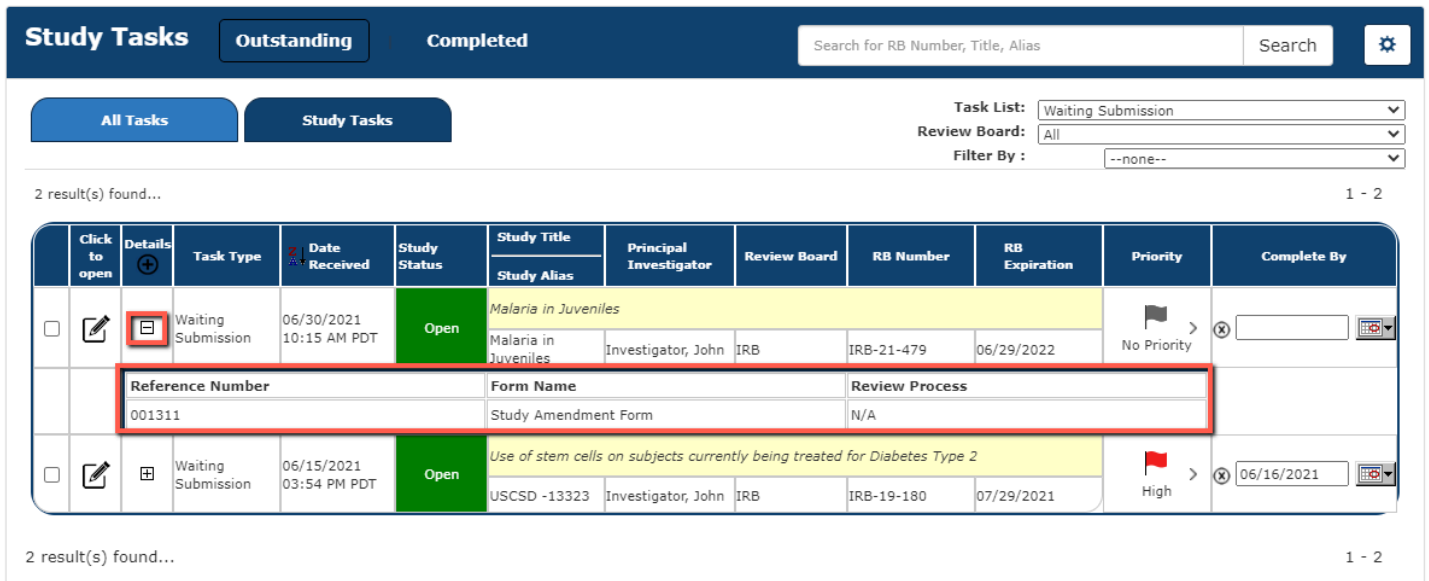 Study Tasks Outstanding Completed Search for RB Number, Title, Alias Search
All Tasks Study Tasks
Task List: Waiting Submission
Review Board: All
Filter By : --none--
2 result(s) found... 1 - 2
Click to open Details Task Type Date Received Study Status Study Title Study Alias Principal Investigator Review Board RB Number RB Expiration Priority Complete By
Malaria in Juveniles
Waiting Submission 06/30/2021 10:15 AM PDT Open Malaria in Juveniles Investigator, John IRB IRB-21-479 06/29/2022 No Priority
Reference Number Form Name Review Process
001311 Study Amendment Form N/A
Use of stem cells on subjects currently being treated for Diabetes Type 2
Waiting Submission 06/15/2021 03:54 PM PDT Open USCSD -13323 Investigator, John IRB IRB-19-180 07/29/2021 High 06/16/2021
2 result(s) found... 1 - 2